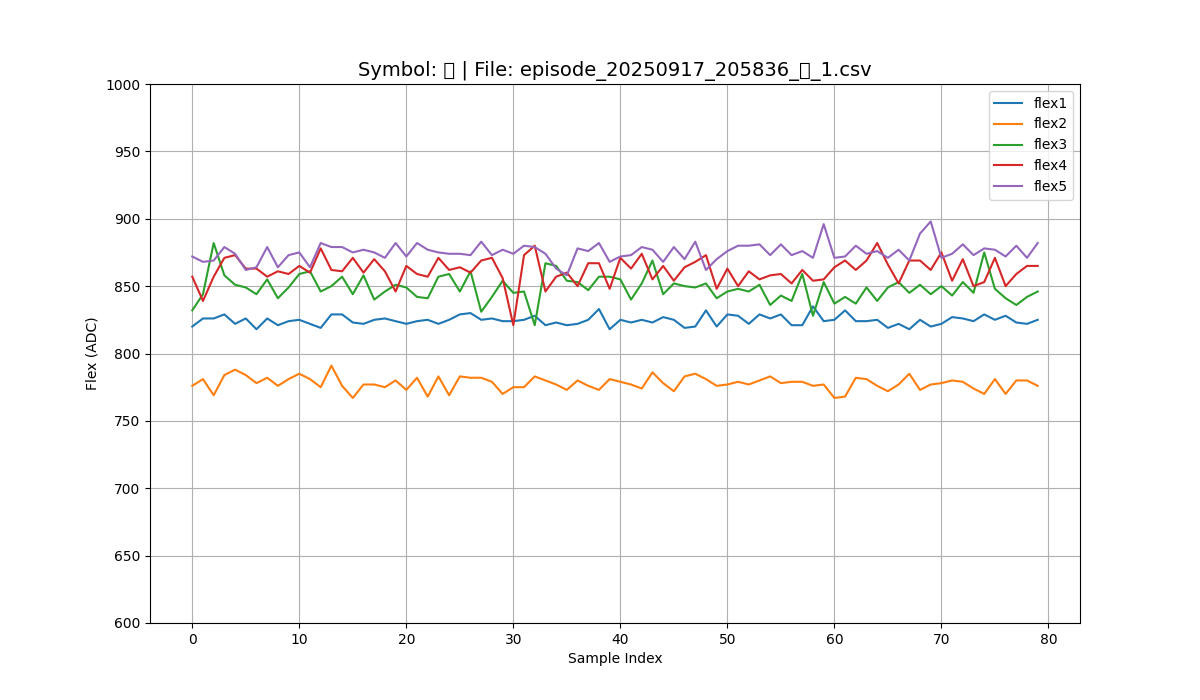 Symbol: ▯ | File: episode_20250917_205836_▯_1.csv
1000
950
900
850
800
750
700
650
600
Flex (ADC)
flex1
flex2
flex3
flex4
flex5
0 10 20 30 40 50 60 70 80
Sample Index